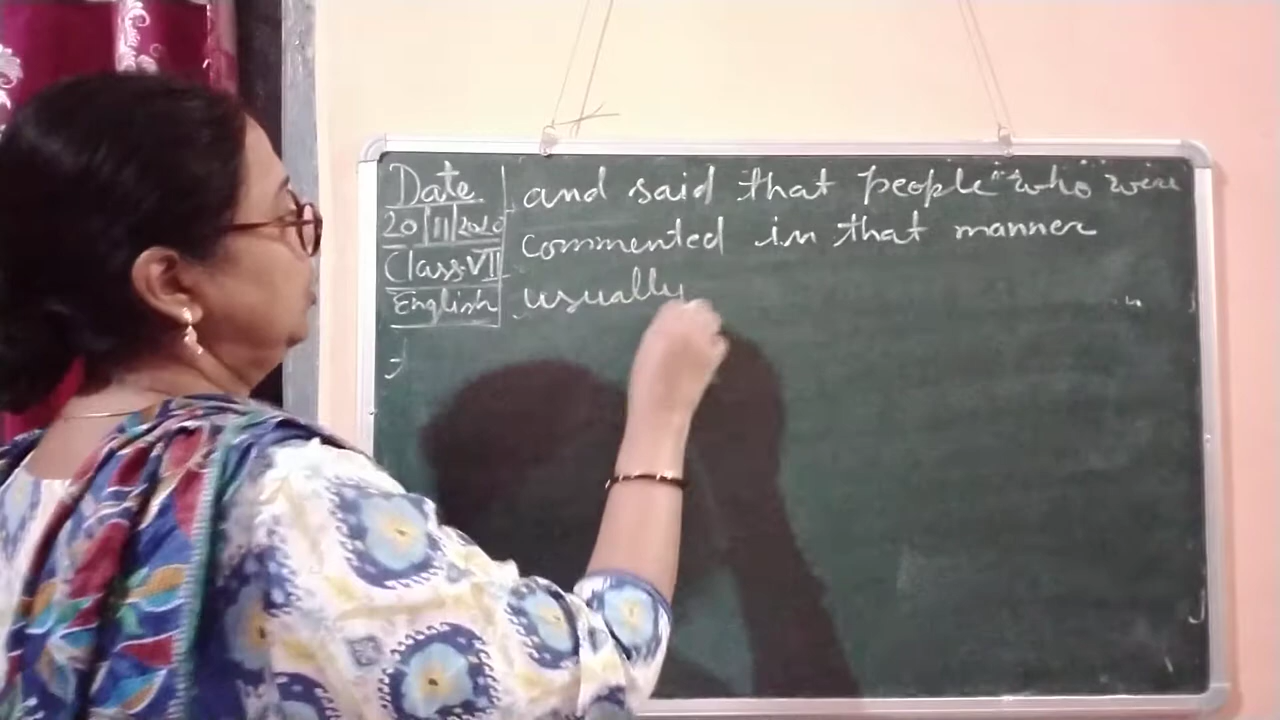 Date
20/11/2020
Class-VII
English
and said that people who were
commented in that manner
usually